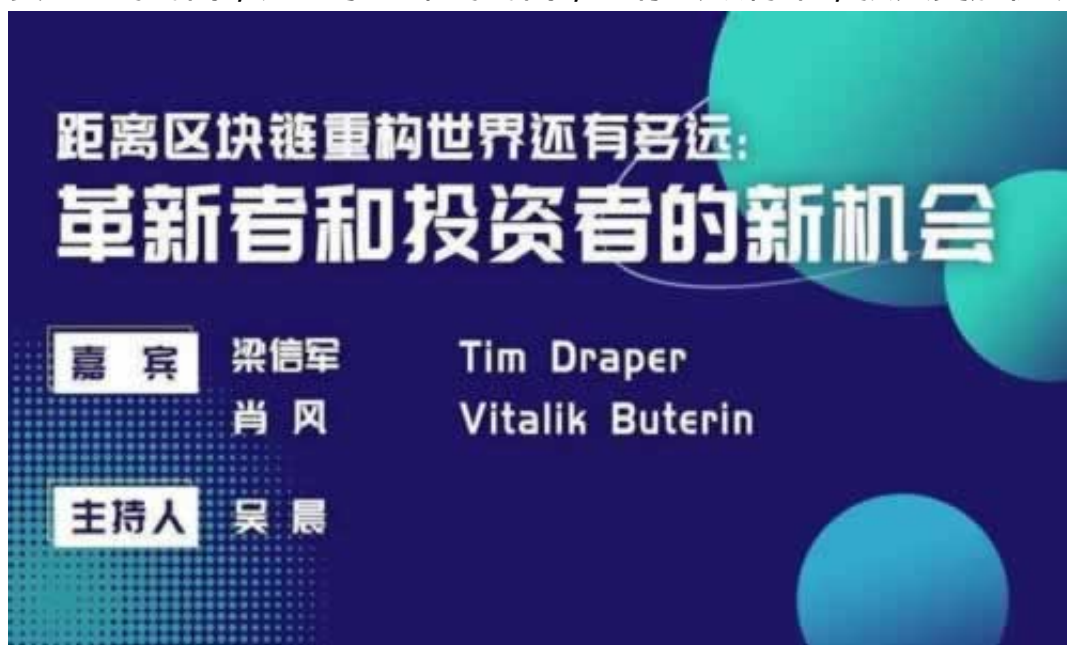 距离区块链重构世界还有多远:
革新者和投资者的新机会
嘉 宾 梁信军 Tim Draper
肖 风 Vitalik Buterin
主持人 吴 晨